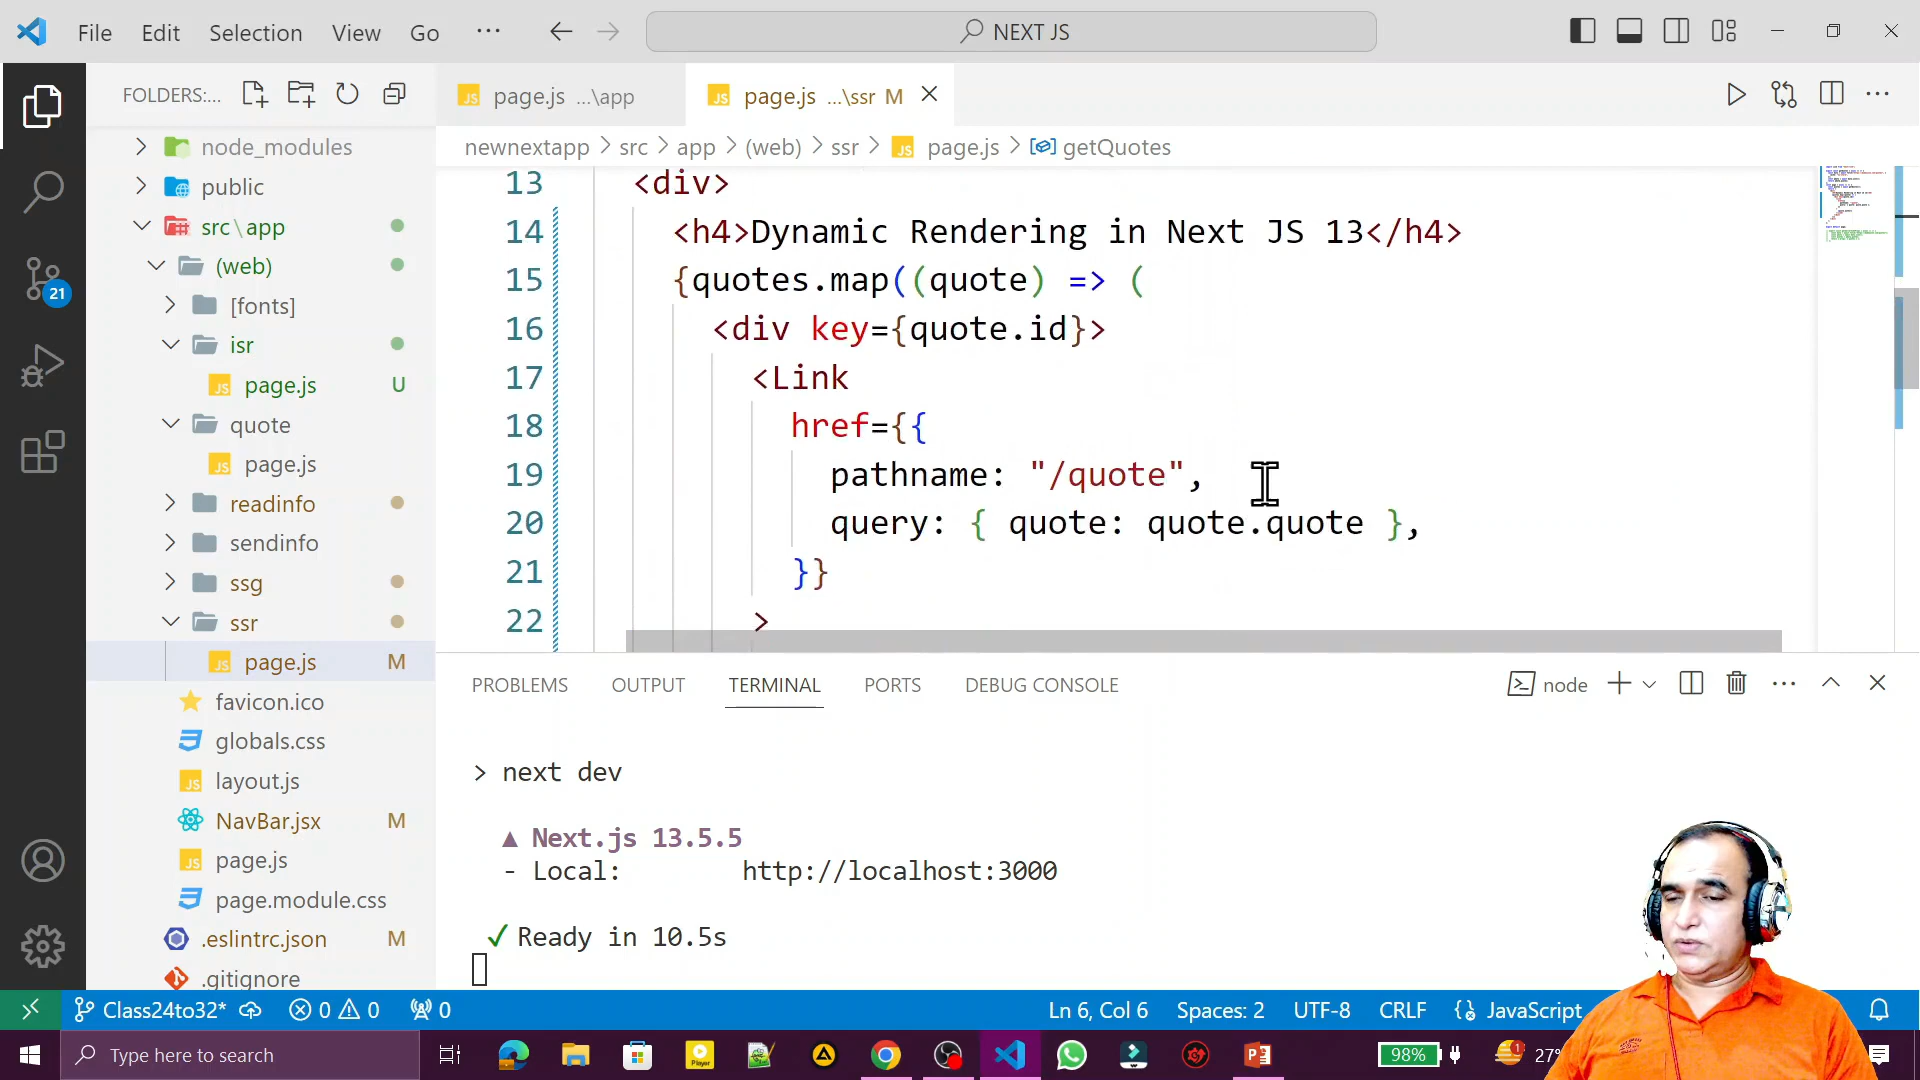 File Edit Selection View Go ··· NEXT JS
FOLDERS:...
page.js ...\app
page.js ...\ssr M
newnextapp > src > app > (web) > ssr > page.js > getQuotes
node_modules
public
src\app
(web)
[fonts]
isr
page.js U
quote
page.js
readinfo
sendinfo
ssg
ssr
page.js M
favicon.ico
globals.css
layout.js
NavBar.jsx M
page.js
page.module.css
.eslintrc.json M
.gitignore
21
13 <div>
14 <h4>Dynamic Rendering in Next JS 13</h4>
15 {quotes.map((quote) => (
16 <div key={quote.id}>
17 <Link
18 href={{
19 pathname: "/quote",
20 query: { quote: quote.quote },
21 }}
22 >
PROBLEMS OUTPUT TERMINAL PORTS DEBUG CONSOLE
node
> next dev
▲ Next.js 13.5.5
- Local: http://localhost:3000
✓ Ready in 10.5s
Class24to32* 0 0 0
Ln 6, Col 6 Spaces: 2 UTF-8 CRLF JavaScript
Type here to search
98%
1
27°